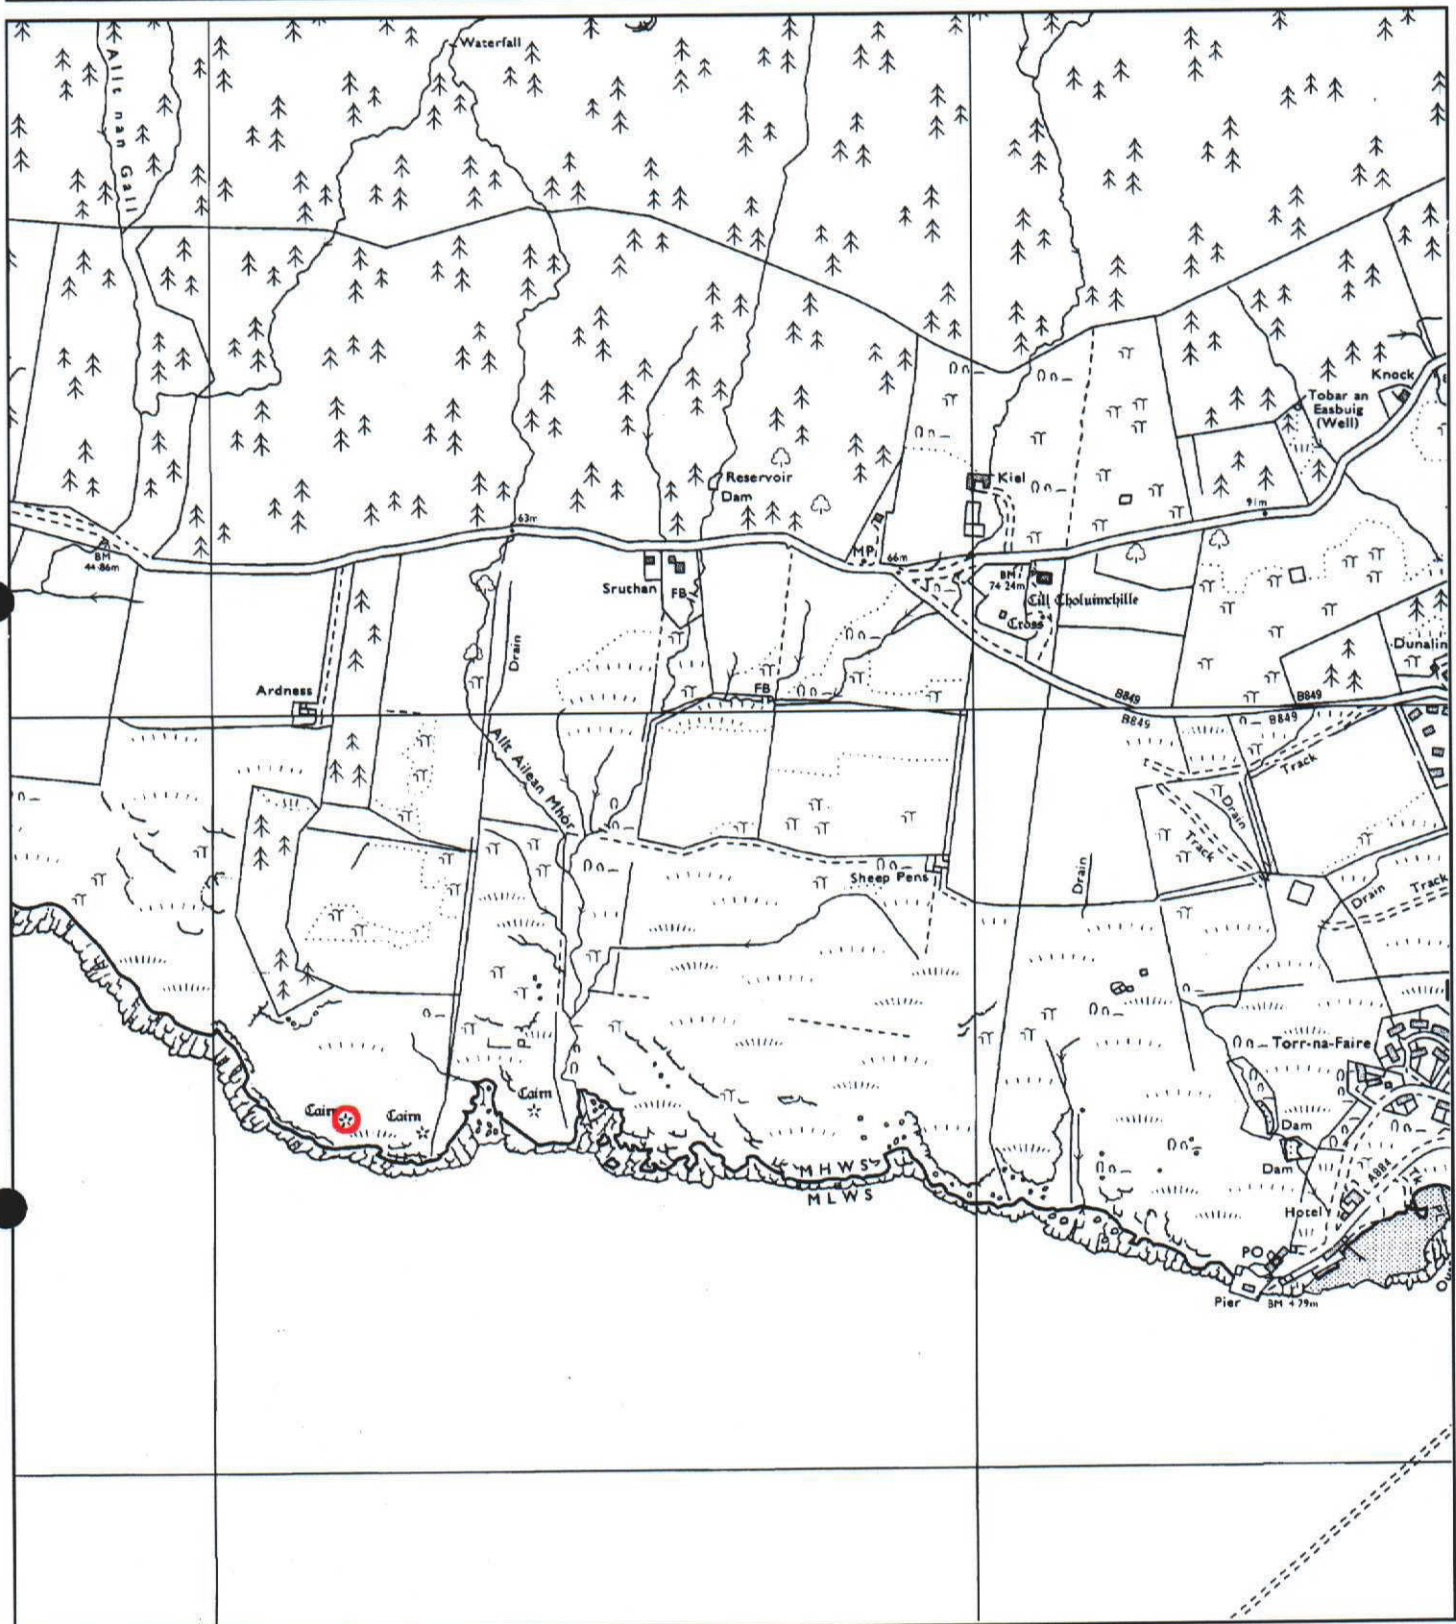 Waterfall
Allt nan Gall
Knock
Tobar an
Easbuig
(Well)
Reservoir
Dam
Kiel
91m
63m
MP
66m
BM
44·86m
Sruthan
FB
BM
74·24m
Cill Choluimchille
Cross
Drain
Dunalin
Ardness
FB
B849
B849
B849
Allt Ailean Mhòr
Track
Drain
Track
Sheep Pens
Drain
Drain
Track
Torr-na-Faire
Cairn
Cairn
Cairn
Dam
Dam
MHWS
MLWS
A884
Hotel
PO
Pier
BM 4·79m